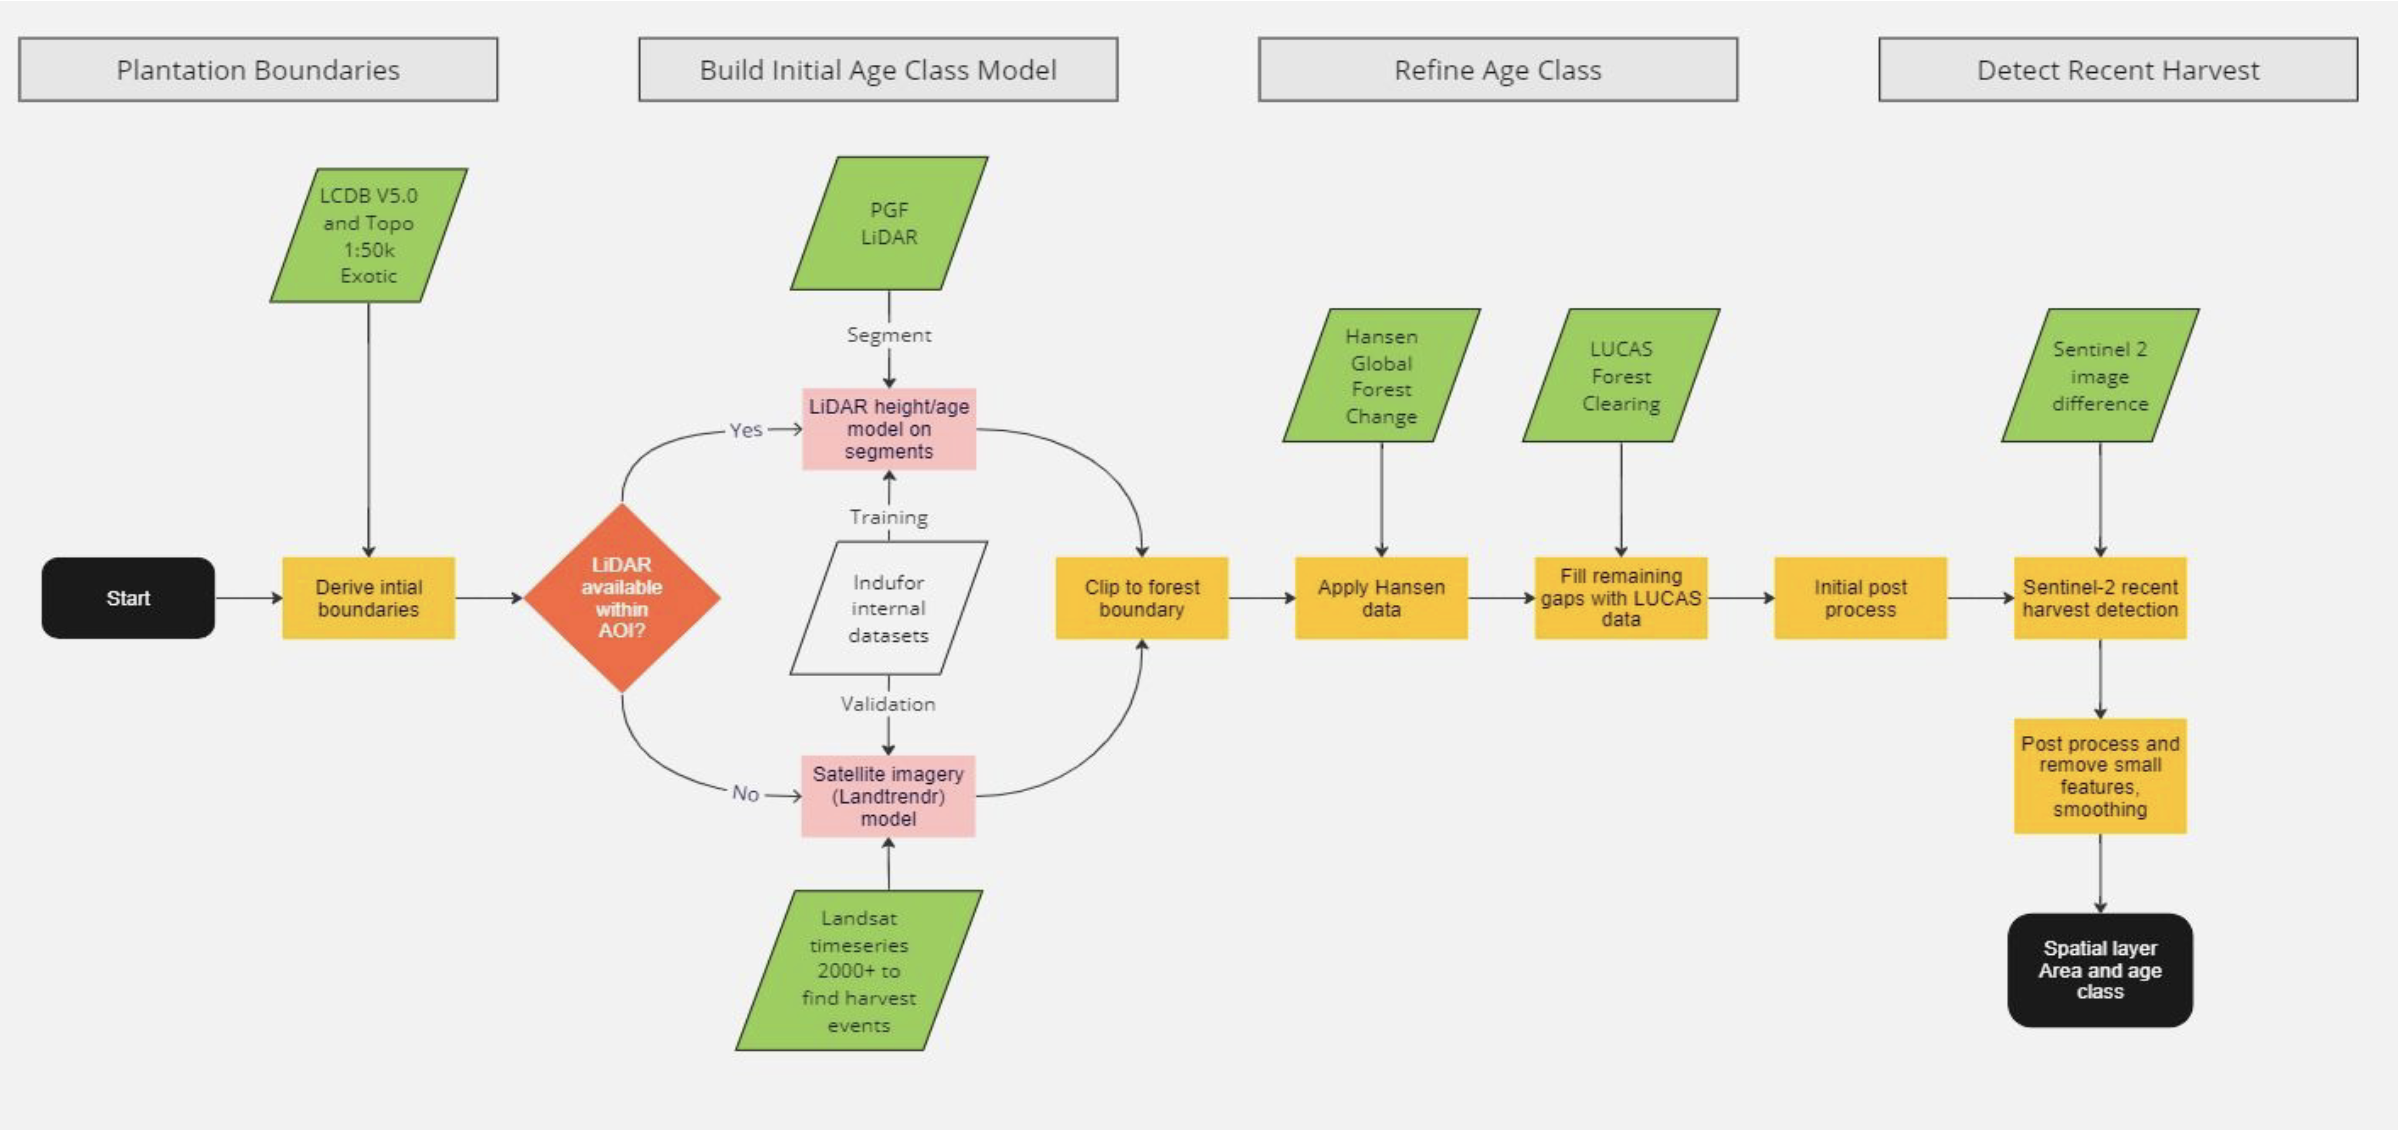 Plantation Boundaries
Build Initial Age Class Model
Refine Age Class
Detect Recent Harvest
LCDB V5.0
and Topo
1:50k
Exotic
PGF
LiDAR
Segment
Hansen
Global
Forest
Change
LUCAS
Forest
Clearing
Sentinel 2
image
difference
Yes
LiDAR height/age
model on
segments
Training
Start
Derive intial
boundaries
LiDAR
available
within
AOI?
Indufor
internal
datasets
Clip to forest
boundary
Apply Hansen
data
Fill remaining
gaps with LUCAS
data
Initial post
process
Sentinel-2 recent
harvest detection
Validation
No
Satellite imagery
(Landtrendr)
model
Post process and
remove small
features,
smoothing
Landsat
timeseries
2000+ to
find harvest
events
Spatial layer
Area and age
class